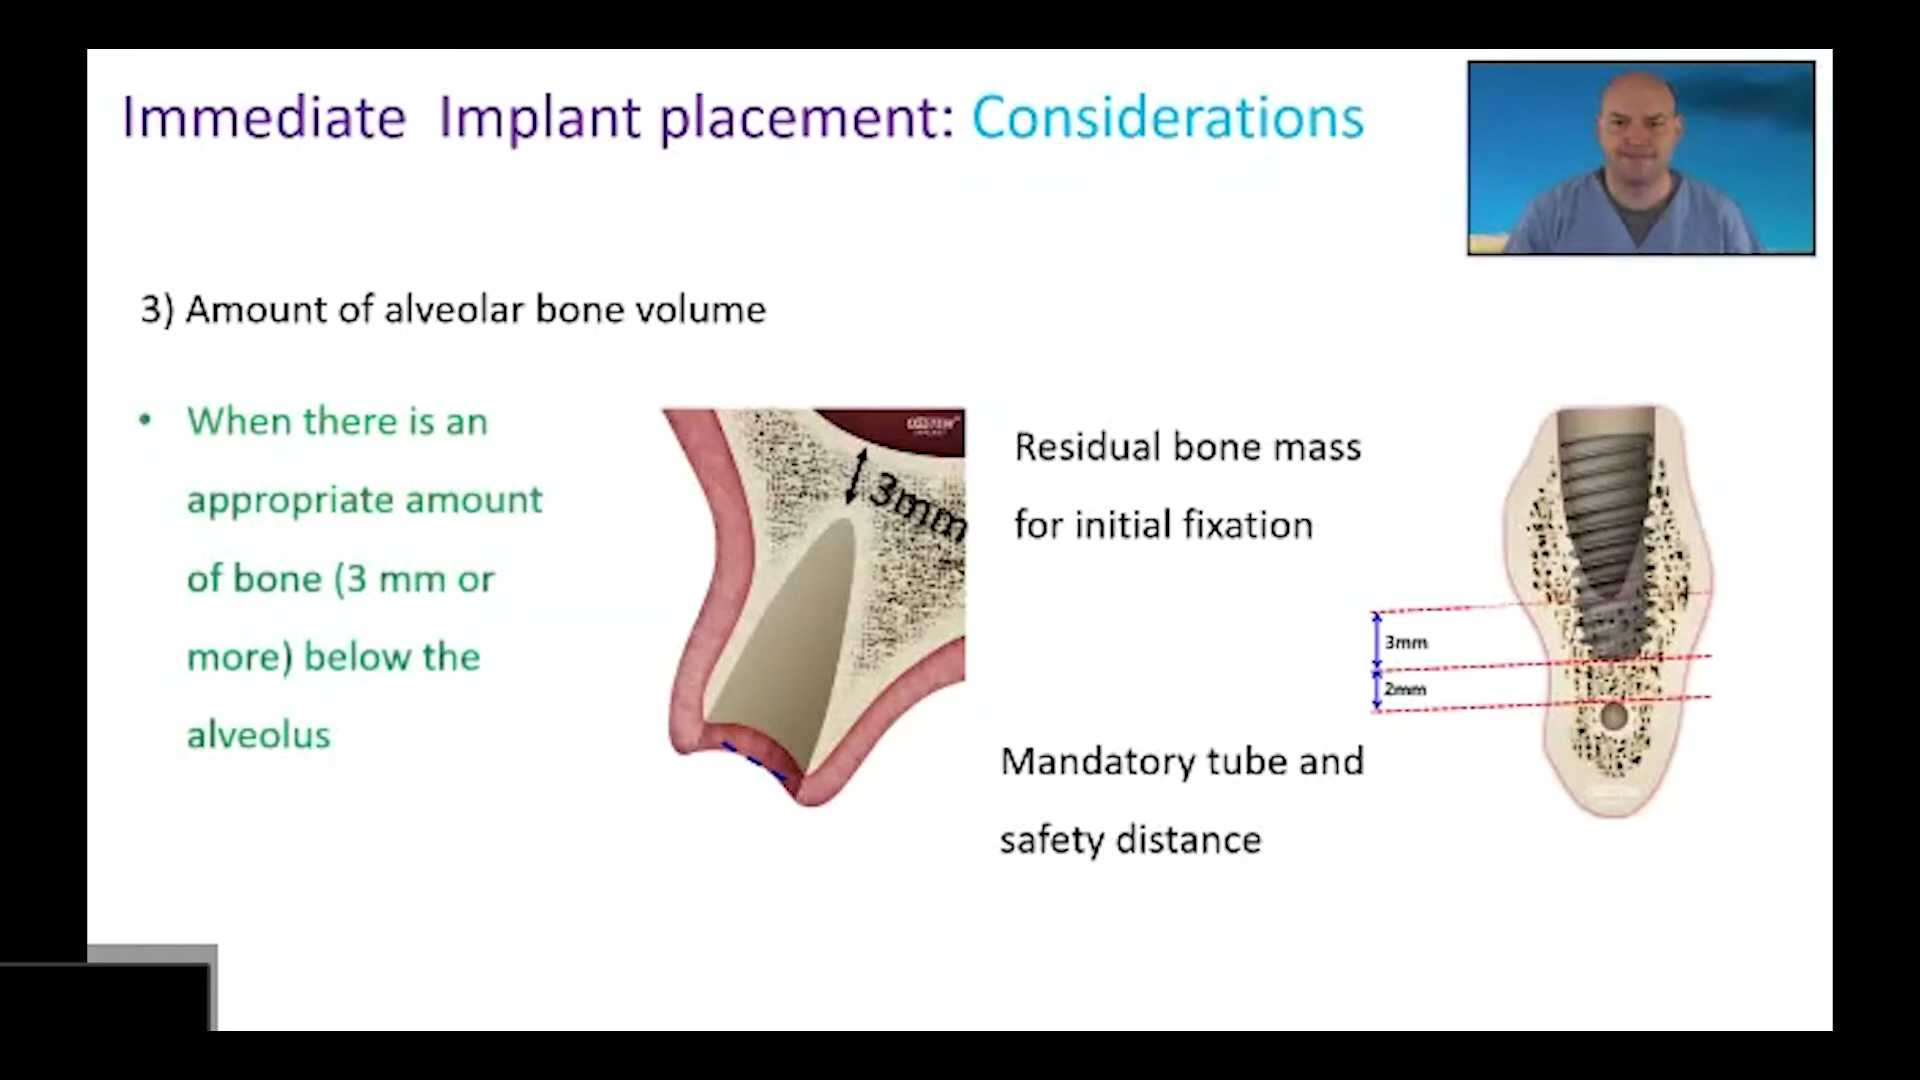 Immediate Implant placement: Considerations
3) Amount of alveolar bone volume
• When there is an
appropriate amount
of bone (3 mm or
more) below the
alveolus
3mm
Residual bone mass
for initial fixation
3mm
2mm
Mandatory tube and
safety distance